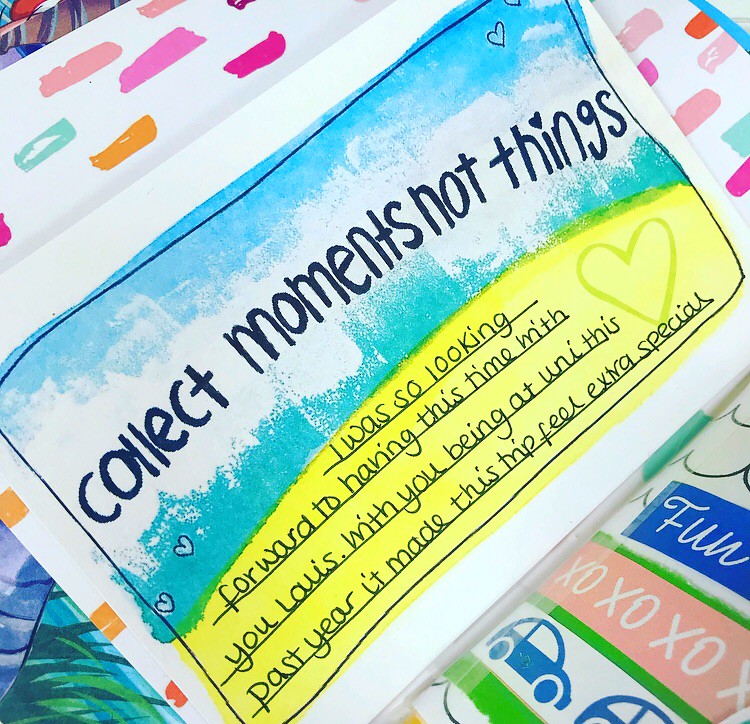 collect moments not things
I was so looking
forward to having this time with
you Louis. With you being at uni this
past year it made this trip feel extra special
FUN
XO XO XO X